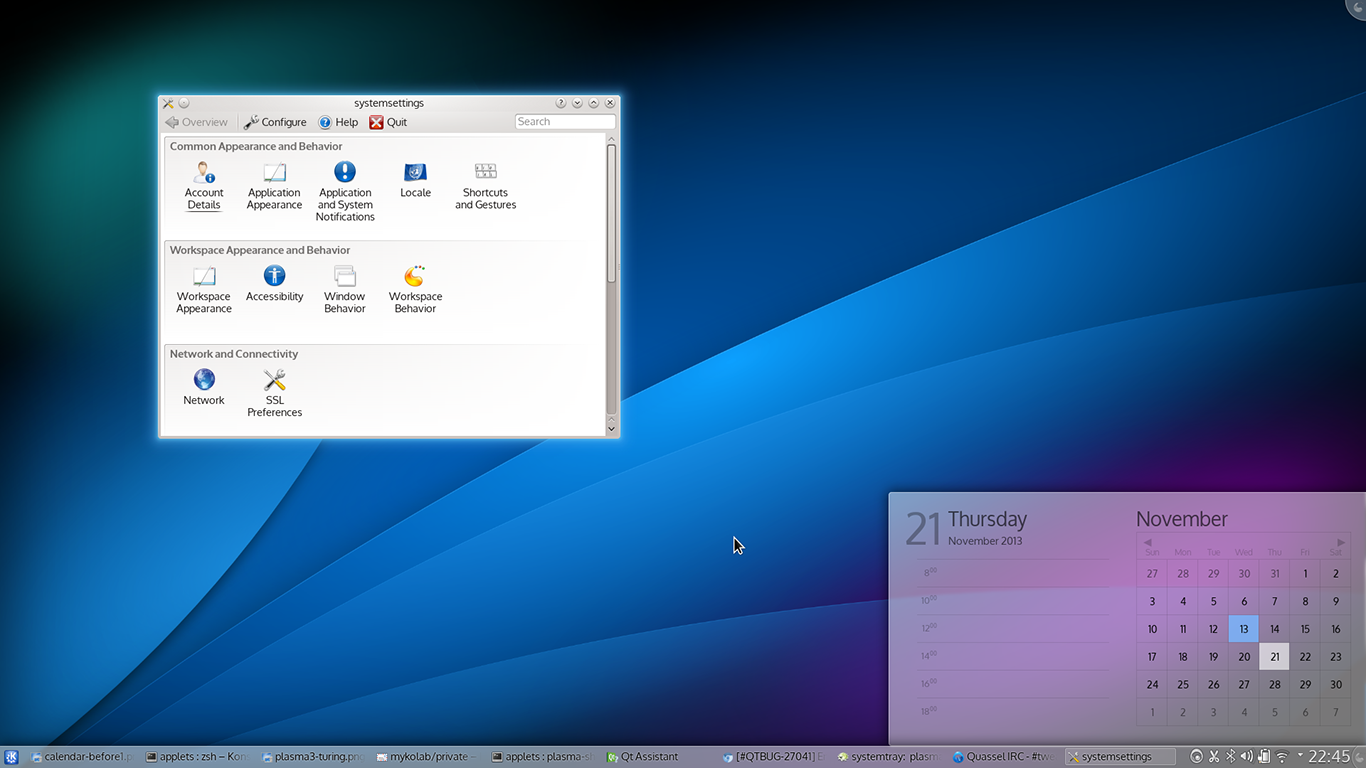 systemsettings
Overview Configure Help Quit Search
Common Appearance and Behavior
Account Details
Application Appearance
Application and System Notifications
Locale
Shortcuts and Gestures
Workspace Appearance and Behavior
Workspace Appearance
Accessibility
Window Behavior
Workspace Behavior
Network and Connectivity
Network
SSL Preferences
21 Thursday
November 2013
8:00
10:00
12:00
14:00
16:00
18:00
November
Sun Mon Tue Wed Thu Fri Sat
27 28 29 30 31 1 2
3 4 5 6 7 8 9
10 11 12 13 14 15 16
17 18 19 20 21 22 23
24 25 26 27 28 29 30
1 2 3 4 5 6 7
calendar-before1.p applets : zsh – Kon plasma3-turing.pn mykolab/private – applets : plasma-s Qt Assistant [#QTBUG-27041] E systemtray: plasm Quassel IRC - #tw systemsettings 22:45